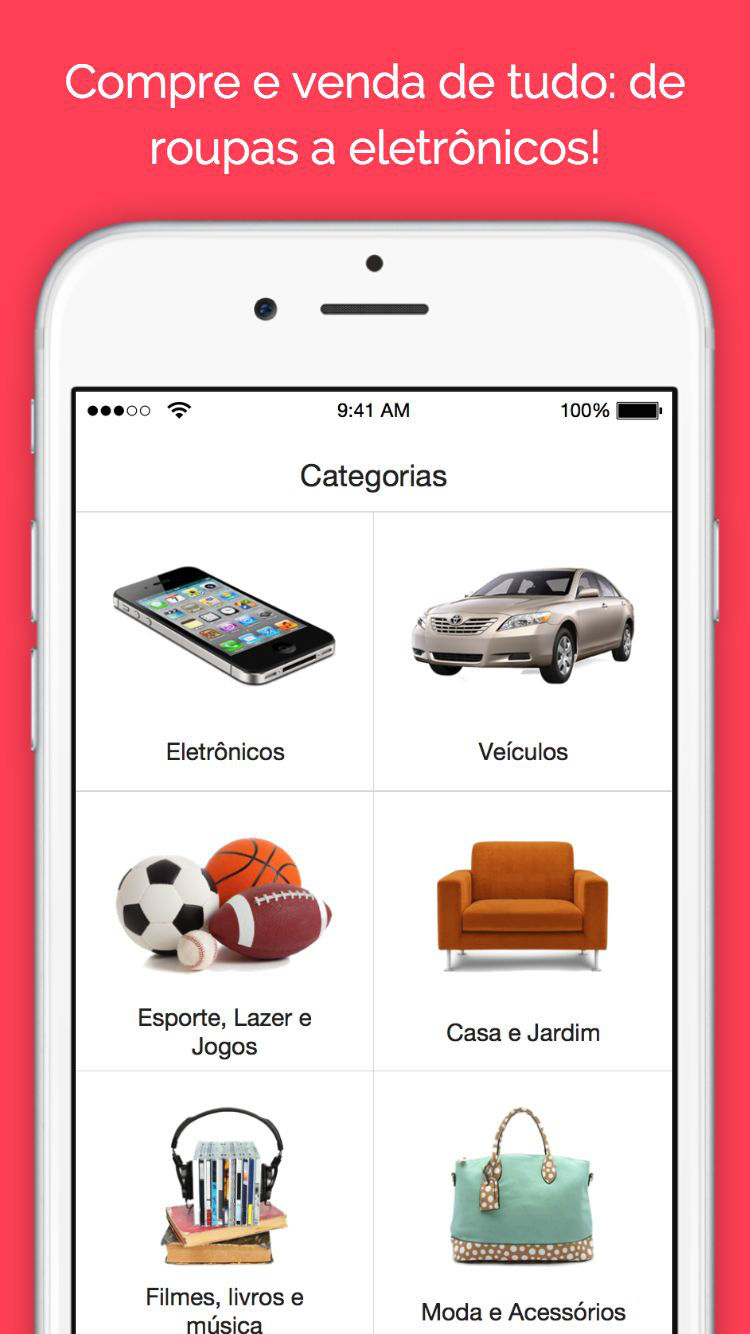 Compre e venda de tudo: de
roupas a eletrônicos!
9:41 AM
100%
Categorias
Eletrônicos
Veículos
Esporte, Lazer e
Jogos
Casa e Jardim
Filmes, livros e
música
Moda e Acessórios